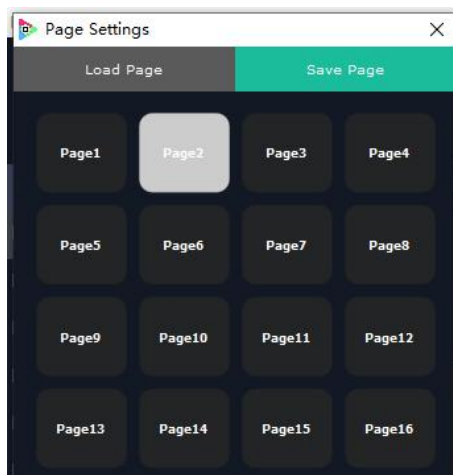 Page Settings
Load Page Save Page
Page1 Page2 Page3 Page4
Page5 Page6 Page7 Page8
Page9 Page10 Page11 Page12
Page13 Page14 Page15 Page16